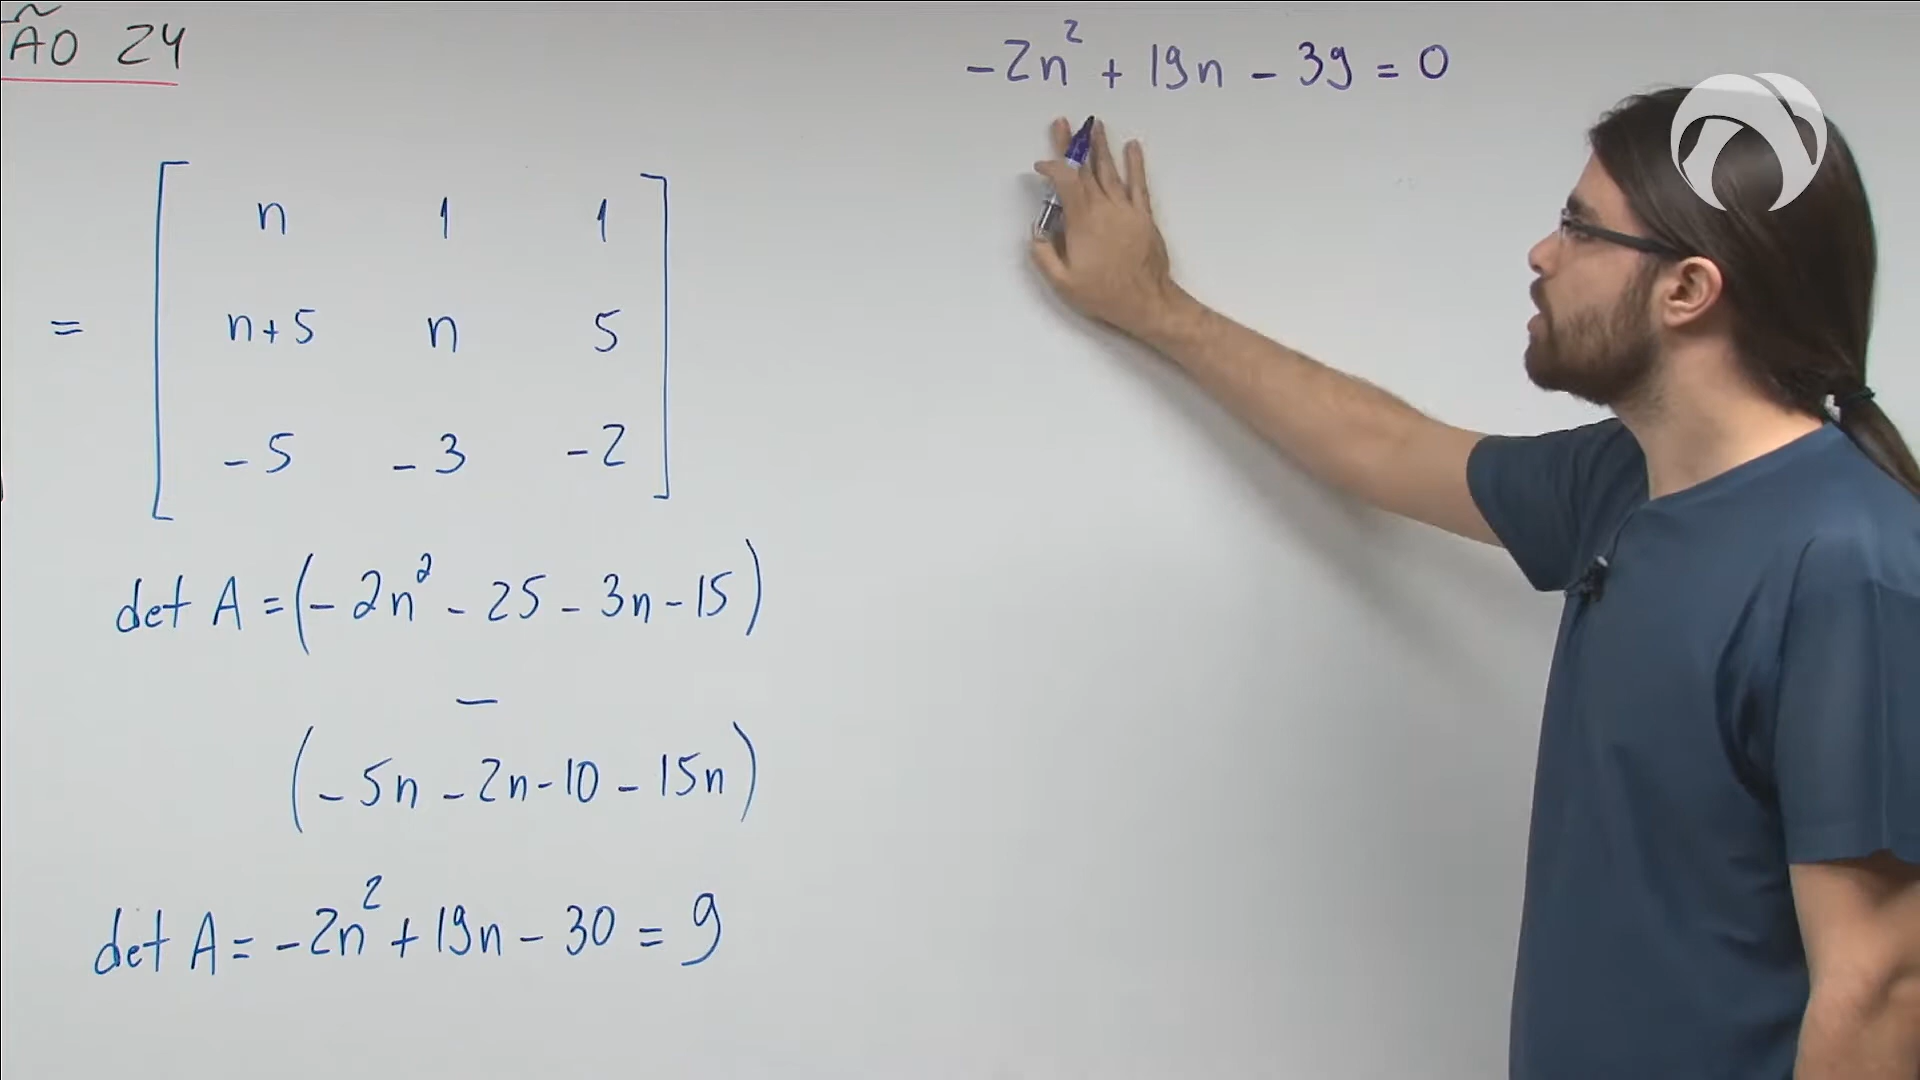 ÃO 24
= [ n 1 1
n+5 n 5
-5 -3 -2 ]
det A = (-2n² - 25 - 3n - 15)
-
(-5n - 2n - 10 - 15n)
det A = -2n² + 19n - 30 = 9
-2n² + 19n - 39 = 0